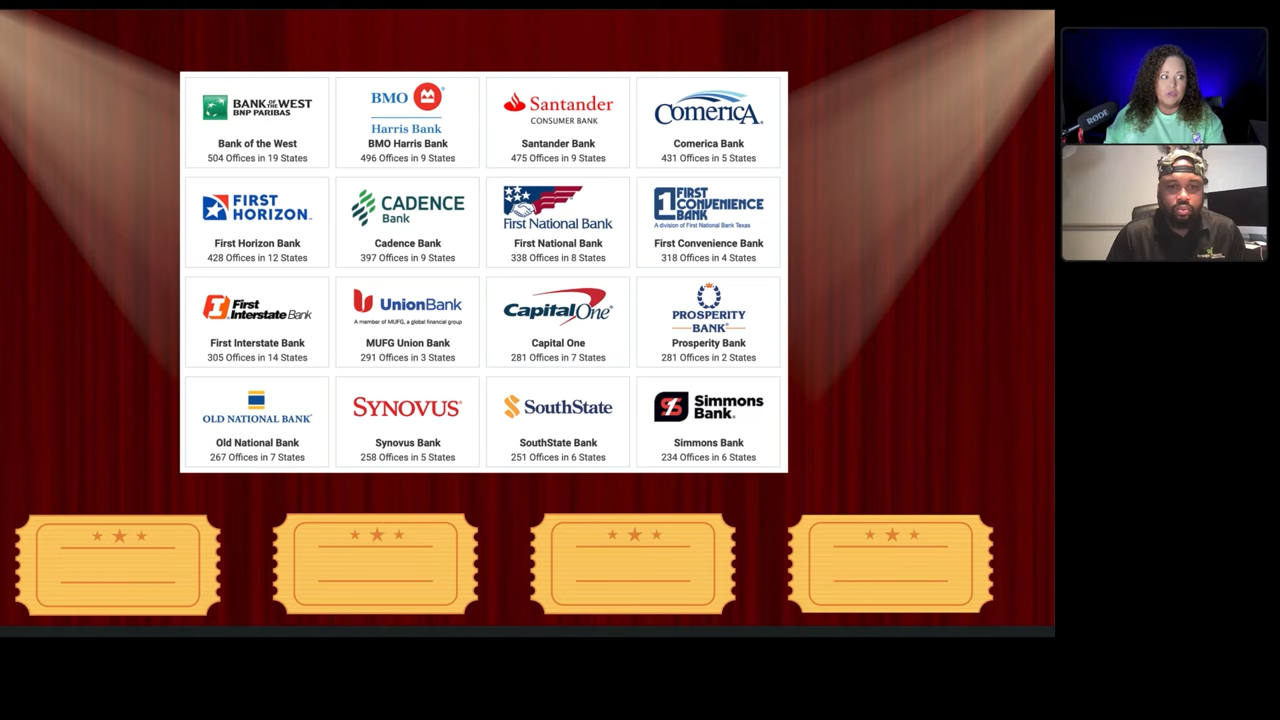 BANK OF THE WEST
BNP PARIBAS
Bank of the West
504 Offices in 19 States
BMO
Harris Bank
BMO Harris Bank
496 Offices in 9 States
Santander
CONSUMER BANK
Santander Bank
475 Offices in 9 States
COMERICA
Comerica Bank
431 Offices in 5 States
FIRST
HORIZON
First Horizon Bank
428 Offices in 12 States
CADENCE
Bank
Cadence Bank
397 Offices in 9 States
First National Bank
First National Bank
338 Offices in 8 States
1 FIRST
CONVENIENCE
BANK
A division of First National Bank Texas
First Convenience Bank
318 Offices in 4 States
First
Interstate Bank
First Interstate Bank
305 Offices in 14 States
UnionBank
A member of MUFG, a global financial group
MUFG Union Bank
291 Offices in 3 States
Capital One
Capital One
281 Offices in 7 States
PROSPERITY
BANK
Prosperity Bank
281 Offices in 2 States
OLD NATIONAL BANK
Old National Bank
267 Offices in 7 States
SYNOVUS
Synovus Bank
258 Offices in 5 States
SouthState
SouthState Bank
251 Offices in 6 States
Simmons
Bank
Simmons Bank
234 Offices in 6 States
RODE